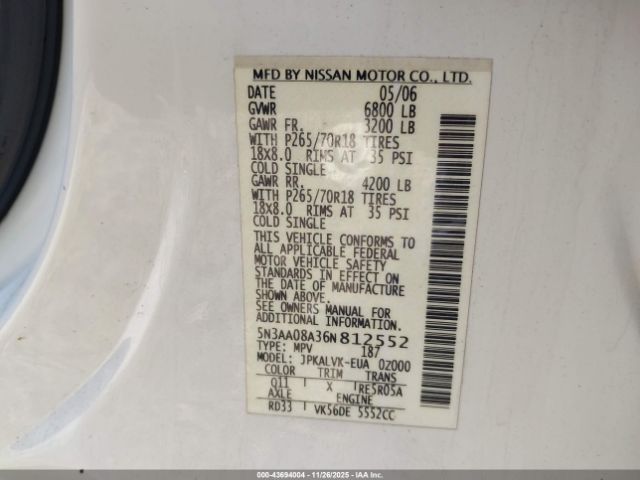 MFD BY NISSAN MOTOR CO., LTD.
DATE 05/06
GVWR 6800 LB
GAWR FR. 3200 LB
WITH P265/70R18 TIRES
18X8.0 RIMS AT 35 PSI
COLD SINGLE
GAWR RR. 4200 LB
WITH P265/70R18 TIRES
18X8.0 RIMS AT 35 PSI
COLD SINGLE
THIS VEHICLE CONFORMS TO
ALL APPLICABLE FEDERAL
MOTOR VEHICLE SAFETY
STANDARDS IN EFFECT ON
THE DATE OF MANUFACTURE
SHOWN ABOVE.
SEE OWNERS MANUAL FOR
ADDITIONAL INFORMATION.
5N3AA08A36N812552
TYPE: MPV 187
MODEL: JPKALVK-EUA 0Z000
COLOR TRIM TRANS
Q11 X RE5R05A
AXLE ENGINE
RD33 VK56DE 5552CC
000-43694004 | 11/26/2025 - Copyright © IAA, LLC.